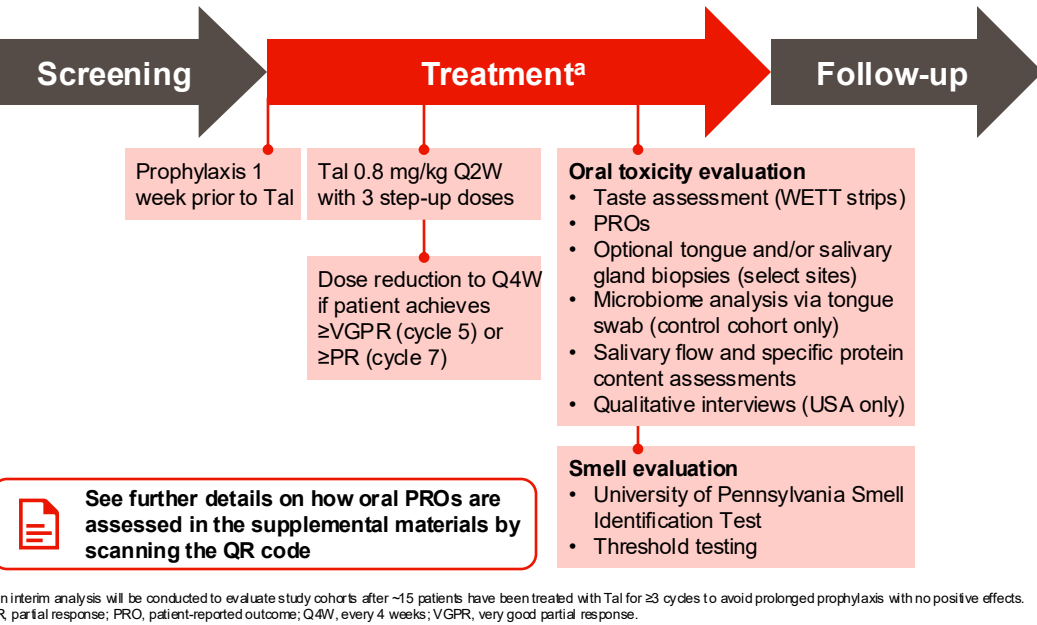 Screening
Treatmentᵃ
Follow-up
Prophylaxis 1
week prior to Tal
Tal 0.8 mg/kg Q2W
with 3 step-up doses
Dose reduction to Q4W
if patient achieves
≥VGPR (cycle 5) or
≥PR (cycle 7)
Oral toxicity evaluation
• Taste assessment (WETT strips)
• PROs
• Optional tongue and/or salivary
gland biopsies (select sites)
• Microbiome analysis via tongue
swab (control cohort only)
• Salivary flow and specific protein
content assessments
• Qualitative interviews (USA only)
Smell evaluation
• University of Pennsylvania Smell
Identification Test
• Threshold testing
See further details on how oral PROs are
assessed in the supplemental materials by
scanning the QR code
n interim analysis will be conducted to evaluate study cohorts after ~15 patients have been treated with Tal for ≥3 cycles to avoid prolonged prophylaxis with no positive effects.
R, partial response; PRO, patient-reported outcome; Q4W, every 4 weeks; VGPR, very good partial response.